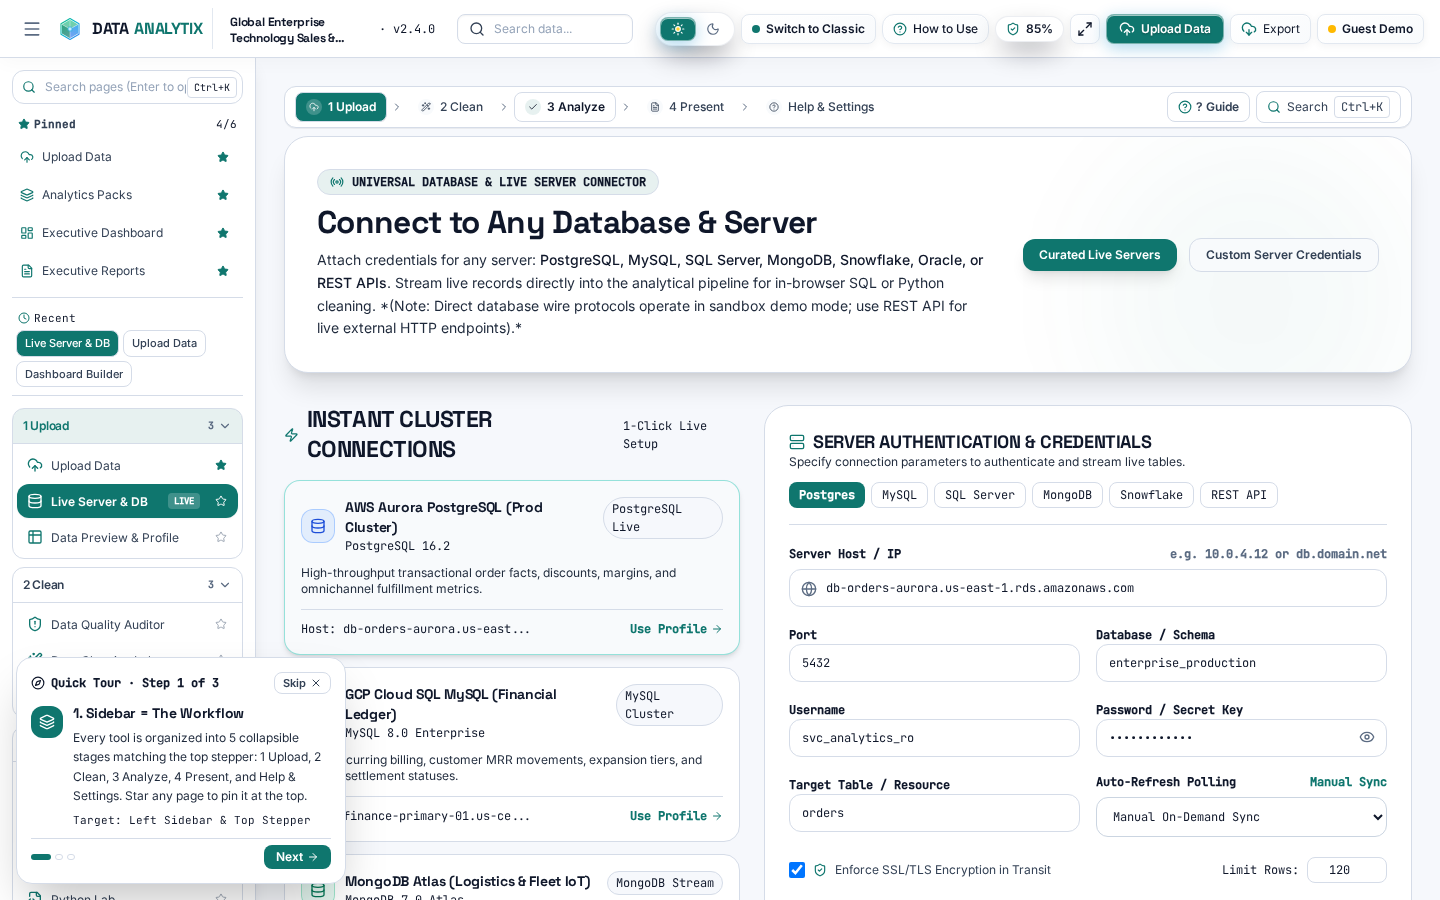 DATA ANALYTIX
Global Enterprise
Technology Sales &...
· v2.4.0
Search data...
Switch to Classic
How to Use
85%
Upload Data
Export
Guest Demo
Search pages (Enter to op
Ctrl+K
Pinned
4/6
Upload Data
Analytics Packs
Executive Dashboard
Executive Reports
Recent
Live Server & DB
Upload Data
Dashboard Builder
1 Upload
3
Upload Data
Live Server & DB
LIVE
Data Preview & Profile
2 Clean
3
Data Quality Auditor
Quick Tour · Step 1 of 3
Skip
1. Sidebar = The Workflow
Every tool is organized into 5 collapsible
stages matching the top stepper: 1 Upload, 2
Clean, 3 Analyze, 4 Present, and Help &
Settings. Star any page to pin it at the top.
Target: Left Sidebar & Top Stepper
Next
Python Lab
1 Upload
2 Clean
3 Analyze
4 Present
Help & Settings
? Guide
Search
Ctrl+K
UNIVERSAL DATABASE & LIVE SERVER CONNECTOR
Connect to Any Database & Server
Attach credentials for any server: PostgreSQL, MySQL, SQL Server, MongoDB, Snowflake, Oracle, or
REST APIs. Stream live records directly into the analytical pipeline for in-browser SQL or Python
cleaning. *(Note: Direct database wire protocols operate in sandbox demo mode; use REST API for
live external HTTP endpoints).*
Curated Live Servers
Custom Server Credentials
INSTANT CLUSTER
CONNECTIONS
1-Click Live
Setup
AWS Aurora PostgreSQL (Prod
Cluster)
PostgreSQL 16.2
PostgreSQL
Live
High-throughput transactional order facts, discounts, margins, and
omnichannel fulfillment metrics.
Host: db-orders-aurora.us-east...
Use Profile
GCP Cloud SQL MySQL (Financial
Ledger)
MySQL 8.0 Enterprise
MySQL
Cluster
curring billing, customer MRR movements, expansion tiers, and
settlement statuses.
finance-primary-01.us-ce...
Use Profile
MongoDB Atlas (Logistics & Fleet IoT)
MongoDB 7.0 Atlas
MongoDB Stream
SERVER AUTHENTICATION & CREDENTIALS
Specify connection parameters to authenticate and stream live tables.
Postgres
MySQL
SQL Server
MongoDB
Snowflake
REST API
Server Host / IP
e.g. 10.0.4.12 or db.domain.net
db-orders-aurora.us-east-1.rds.amazonaws.com
Port
Database / Schema
5432
enterprise_production
Username
Password / Secret Key
svc_analytics_ro
••••••••••••
Target Table / Resource
Auto-Refresh Polling
Manual Sync
orders
Manual On-Demand Sync
Enforce SSL/TLS Encryption in Transit
Limit Rows:
120